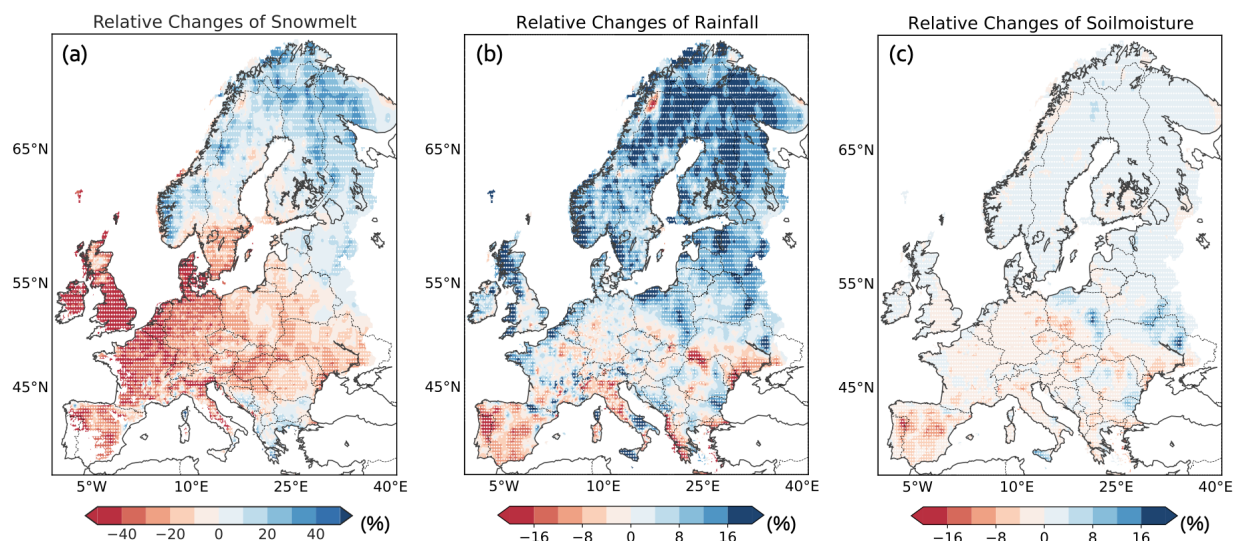 Relative Changes of Snowmelt
Relative Changes of Rainfall
Relative Changes of Soilmoisture
(a)
(b)
(c)
65°N
65°N
65°N
55°N
55°N
55°N
45°N
45°N
45°N
5°W 10°E 25°E 40°E
5°W 10°E 25°E 40°E
5°W 10°E 25°E 40°E
−40 −20 0 20 40 (%)
−16 −8 0 8 16 (%)
−16 −8 0 8 16 (%)